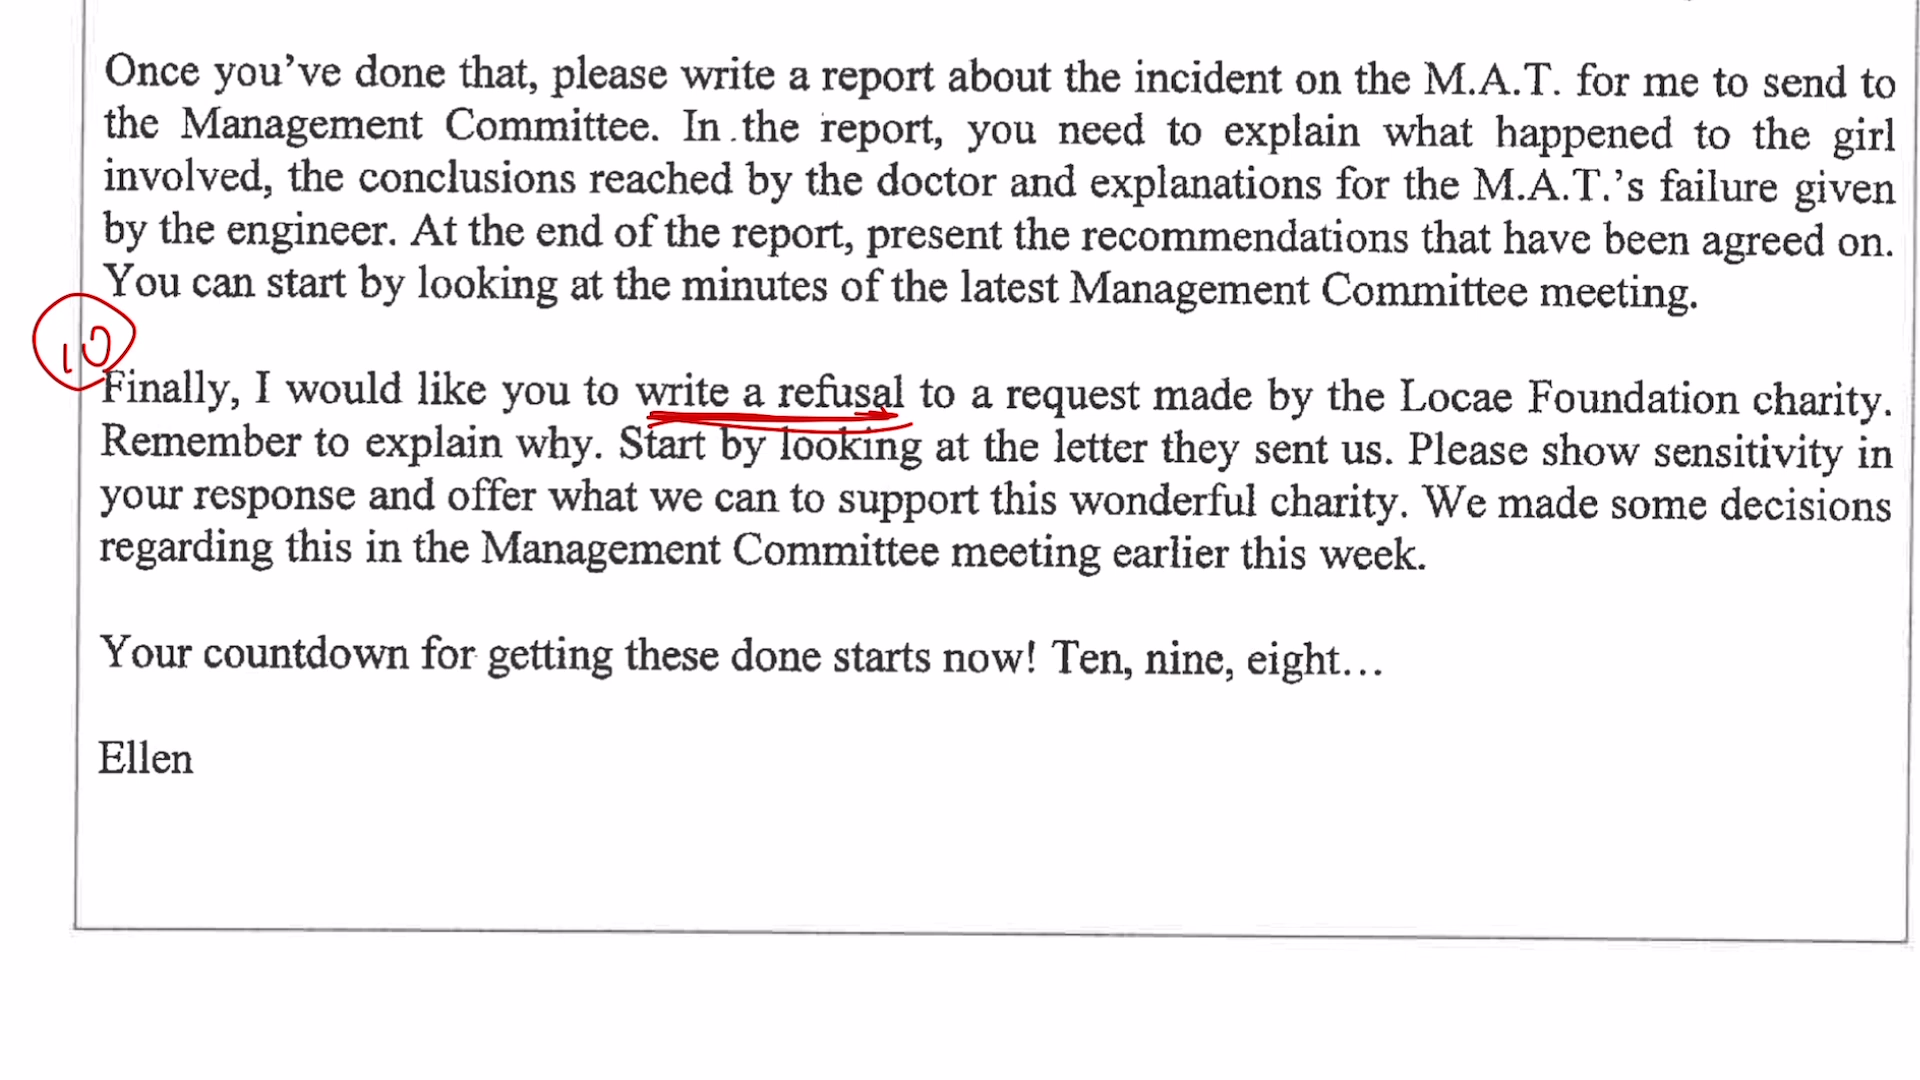 Once you've done that, please write a report about the incident on the M.A.T. for me to send to
the Management Committee. In the report, you need to explain what happened to the girl
involved, the conclusions reached by the doctor and explanations for the M.A.T.'s failure given
by the engineer. At the end of the report, present the recommendations that have been agreed on.
You can start by looking at the minutes of the latest Management Committee meeting.
10
Finally, I would like you to write a refusal to a request made by the Locae Foundation charity.
Remember to explain why. Start by looking at the letter they sent us. Please show sensitivity in
your response and offer what we can to support this wonderful charity. We made some decisions
regarding this in the Management Committee meeting earlier this week.
Your countdown for getting these done starts now! Ten, nine, eight...
Ellen